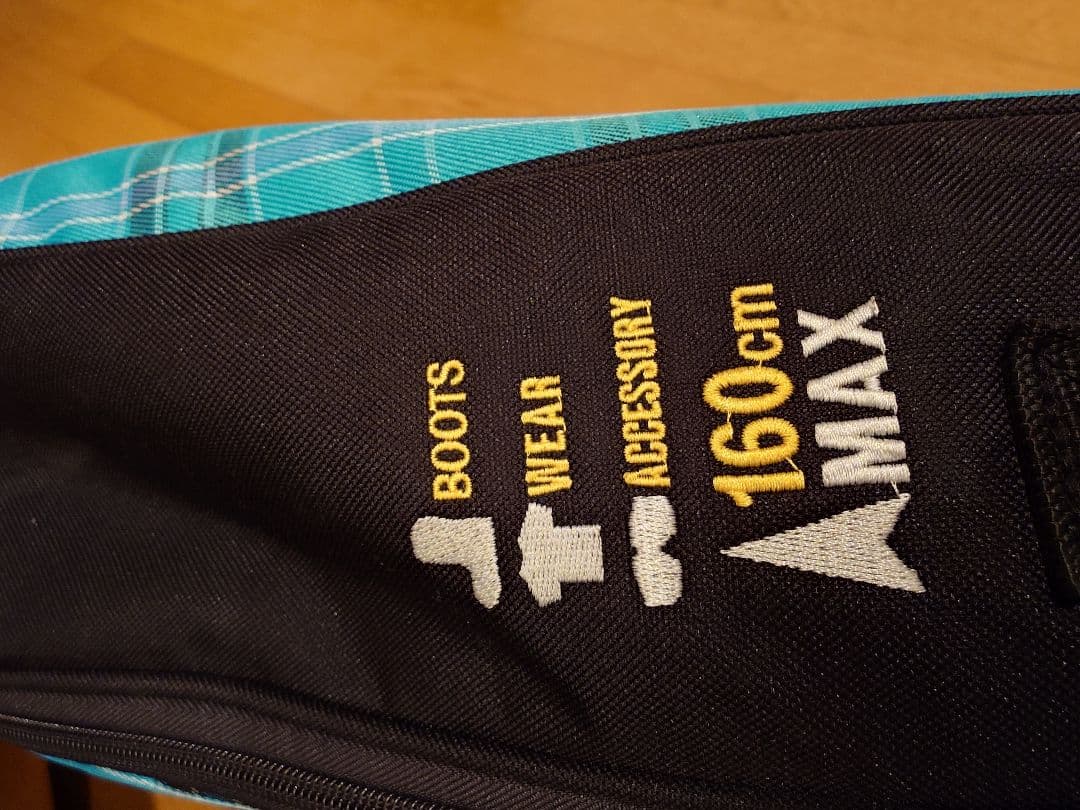 BOOTS
WEAR
ACCESSORY
160cm
MAX